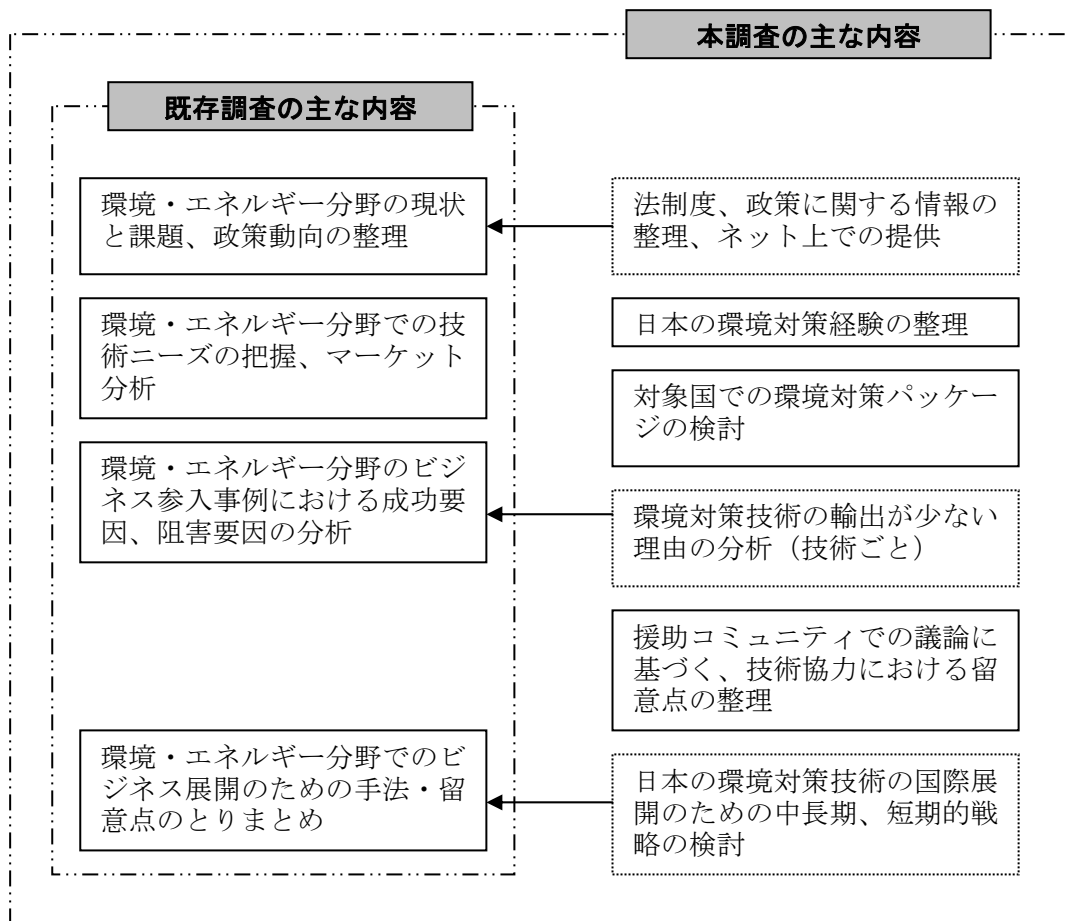 本調査の主な内容
既存調査の主な内容
環境・エネルギー分野の現状
と課題、政策動向の整理
環境・エネルギー分野での技
術ニーズの把握、マーケット
分析
環境・エネルギー分野のビジ
ネス参入事例における成功要
因、阻害要因の分析
環境・エネルギー分野でのビ
ジネス展開のための手法・留
意点のとりまとめ
法制度、政策に関する情報の
整理、ネット上での提供
日本の環境対策経験の整理
対象国での環境対策パッケー
ジの検討
環境対策技術の輸出が少ない
理由の分析（技術ごと）
援助コミュニティでの議論に
基づく、技術協力における留
意点の整理
日本の環境対策技術の国際展
開のための中長期、短期的戦
略の検討